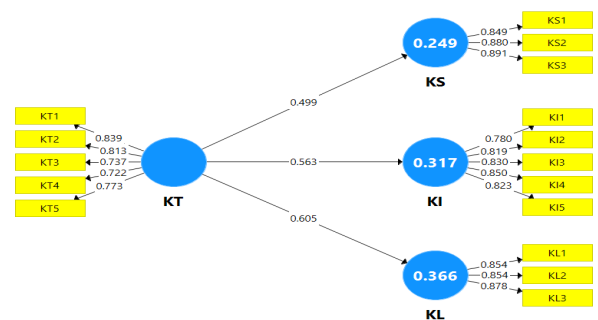 KS1
0.849
0.249
0.880
KS2
0.891
KS3
KS
0.499
KT1
0.839
KT2
0.813
KT3
0.737
KT4
0.722
KT5
0.773
KT
0.563
0.317
KI
KI1
0.780
KI2
0.819
KI3
0.830
KI4
0.850
KI5
0.823
0.605
0.366
KL
KL1
0.854
KL2
0.854
KL3
0.878